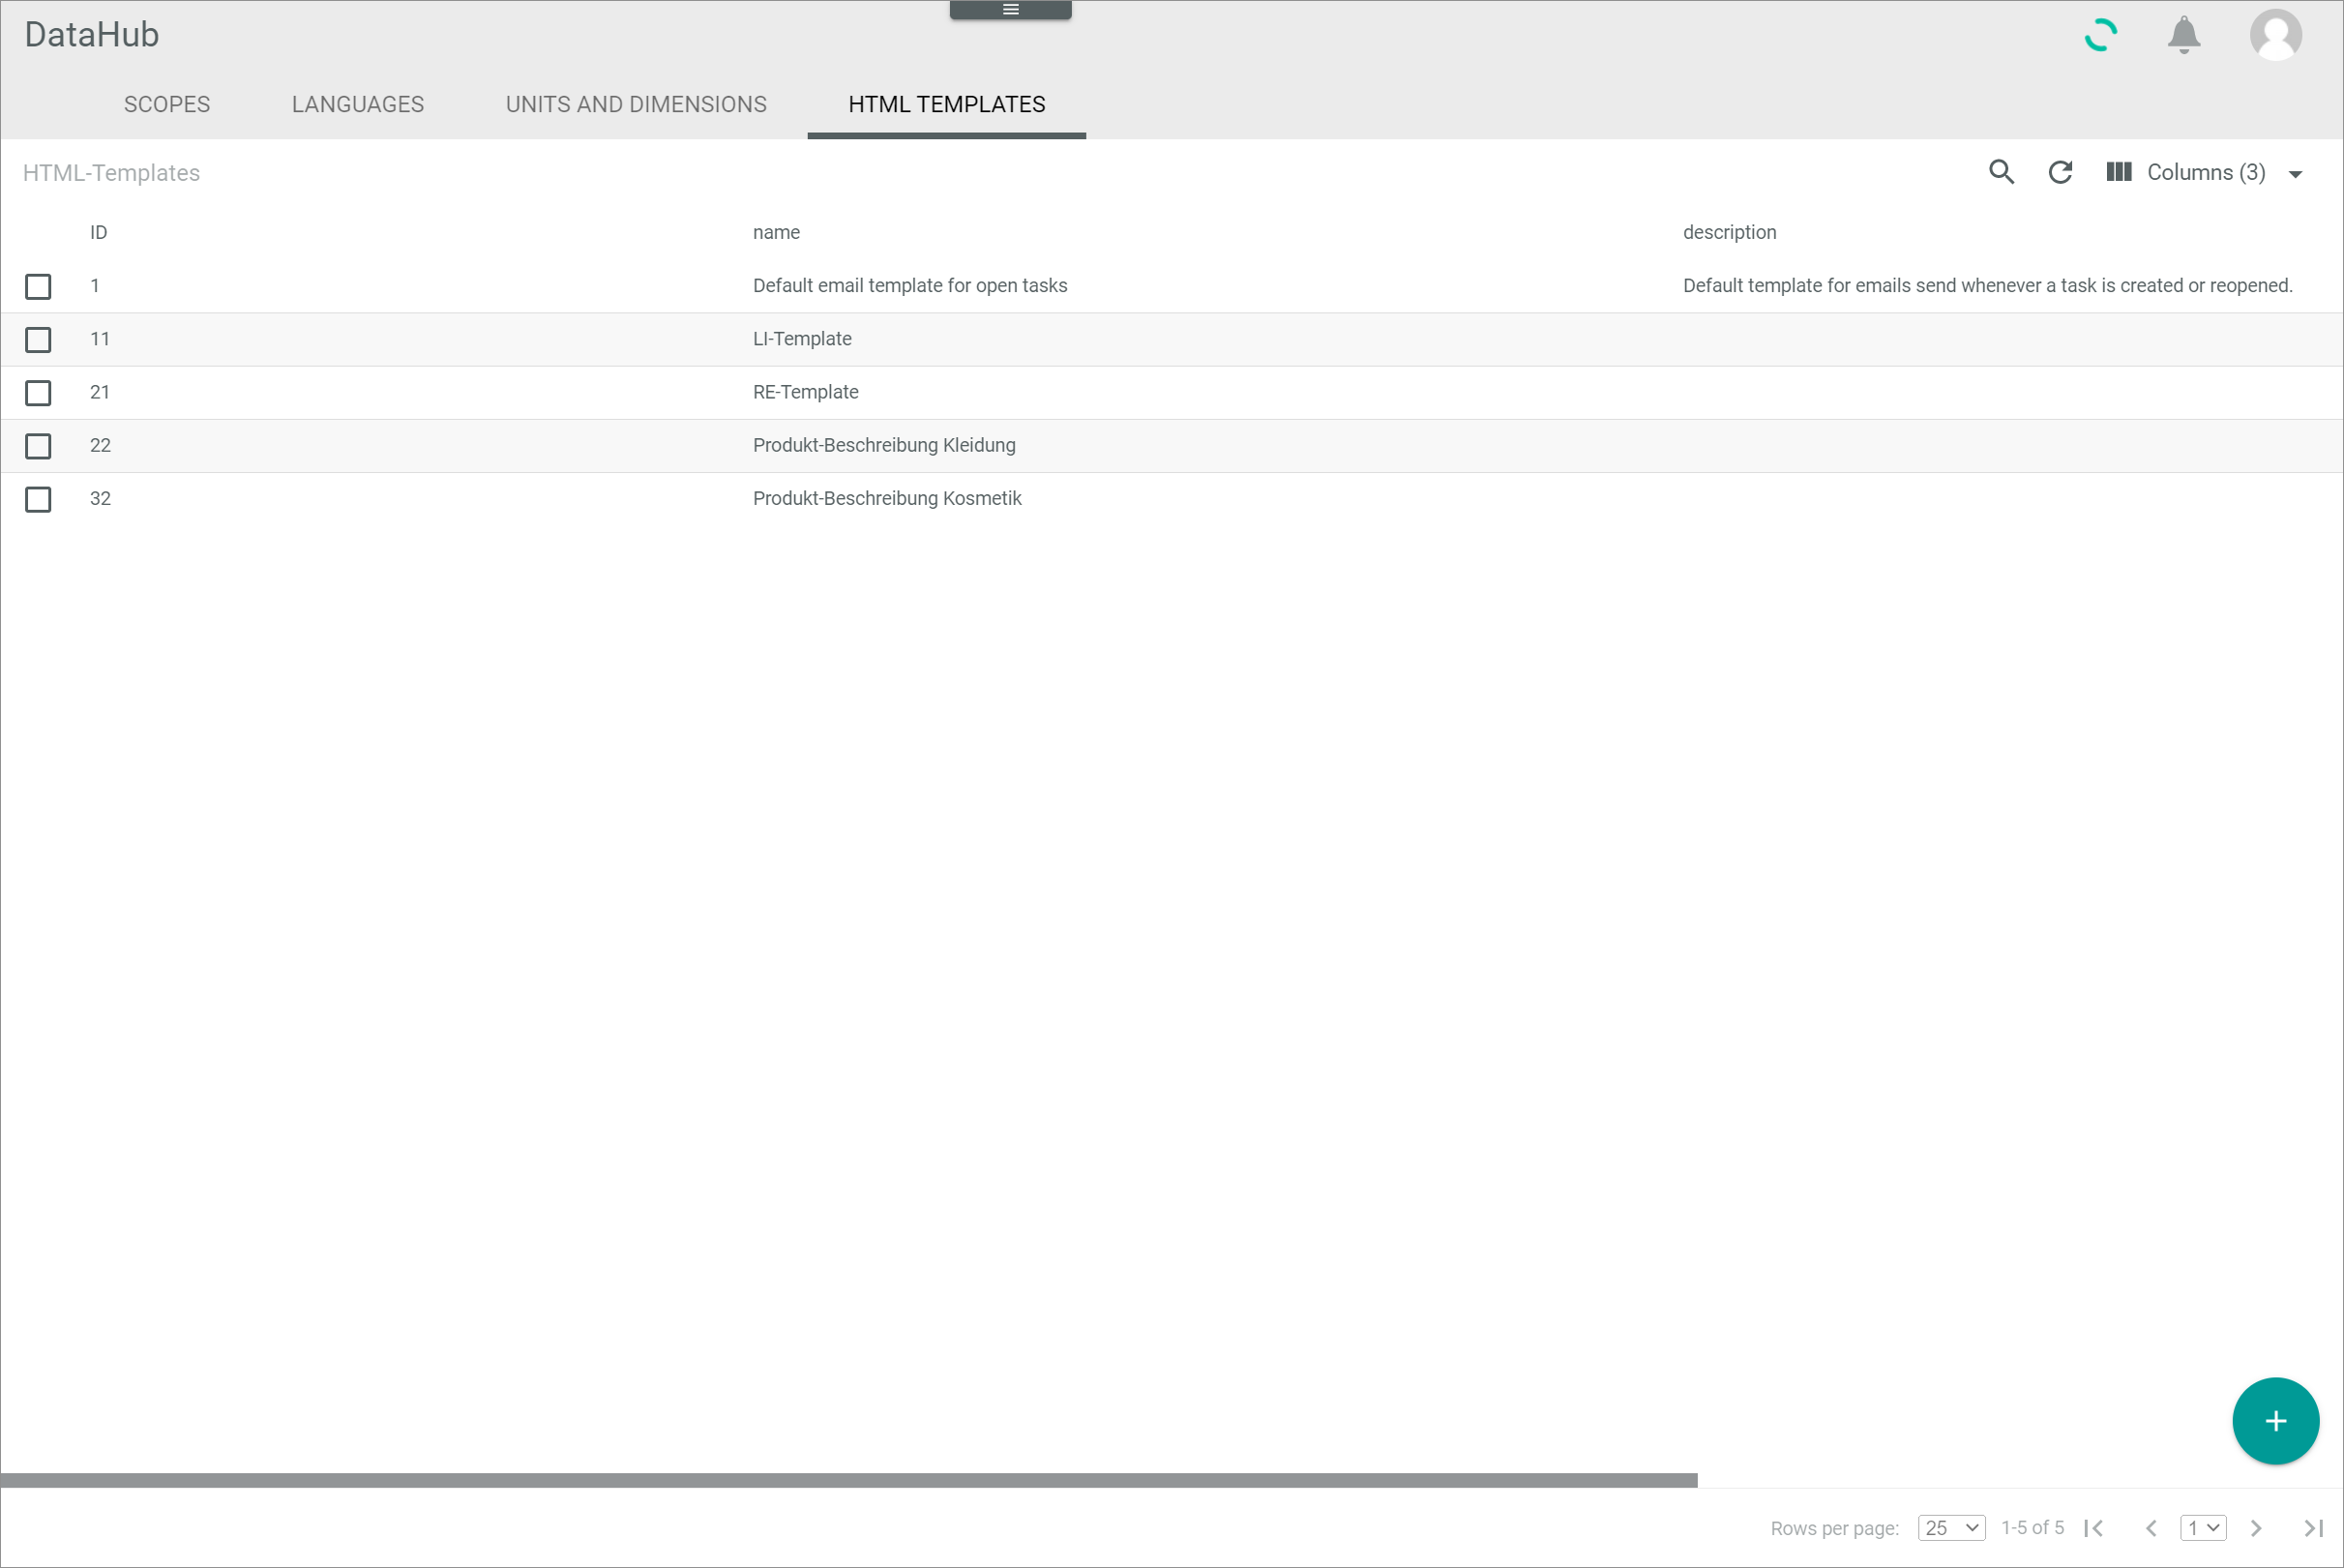 DataHub
SCOPES LANGUAGES UNITS AND DIMENSIONS HTML TEMPLATES
HTML-Templates Columns (3)
ID name description
1 Default email template for open tasks Default template for emails send whenever a task is created or reopened.
11 LI-Template
21 RE-Template
22 Produkt-Beschreibung Kleidung
32 Produkt-Beschreibung Kosmetik
Rows per page: 25 1-5 of 5 1